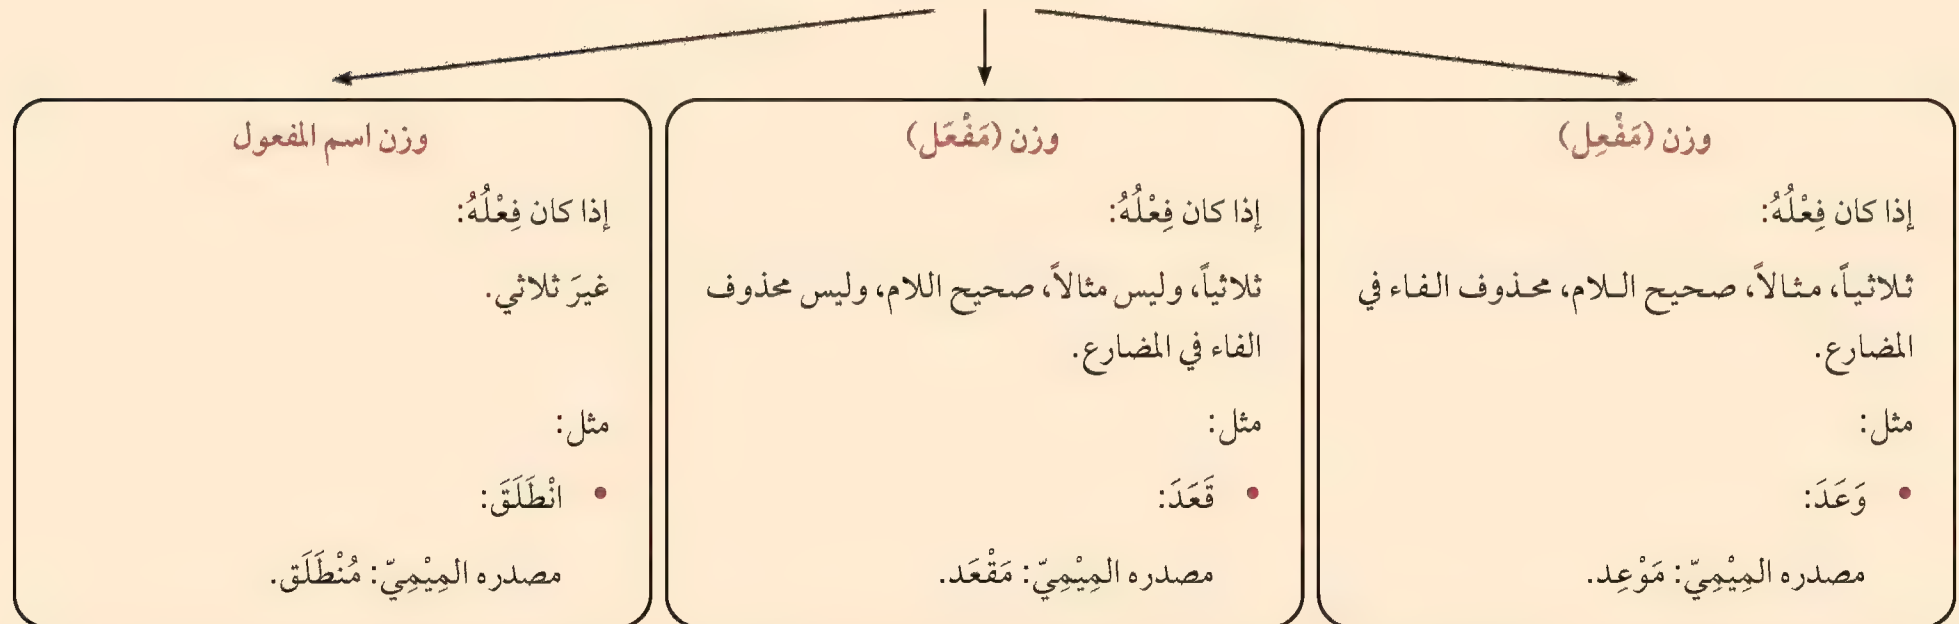 وزن (مَفْعِل)
إذا كان فِعْلُهُ:
ثلاثياً، مثالاً، صحيح اللام، محذوف الفاء في
المضارع.
مثل:
• وَعَدَ:
مصدره المِيْمِيّ: مَوْعِد.
وزن (مَفْعَل)
إذا كان فِعْلُهُ:
ثلاثياً، وليس مثالاً، صحيح اللام، وليس محذوف
الفاء في المضارع.
مثل:
• قَعَدَ:
مصدره المِيْمِيّ: مَقْعَد.
وزن اسم المفعول
إذا كان فِعْلُهُ:
غيرَ ثلاثي.
مثل:
• انْطَلَقَ:
مصدره المِيْمِيّ: مُنْطَلَق.